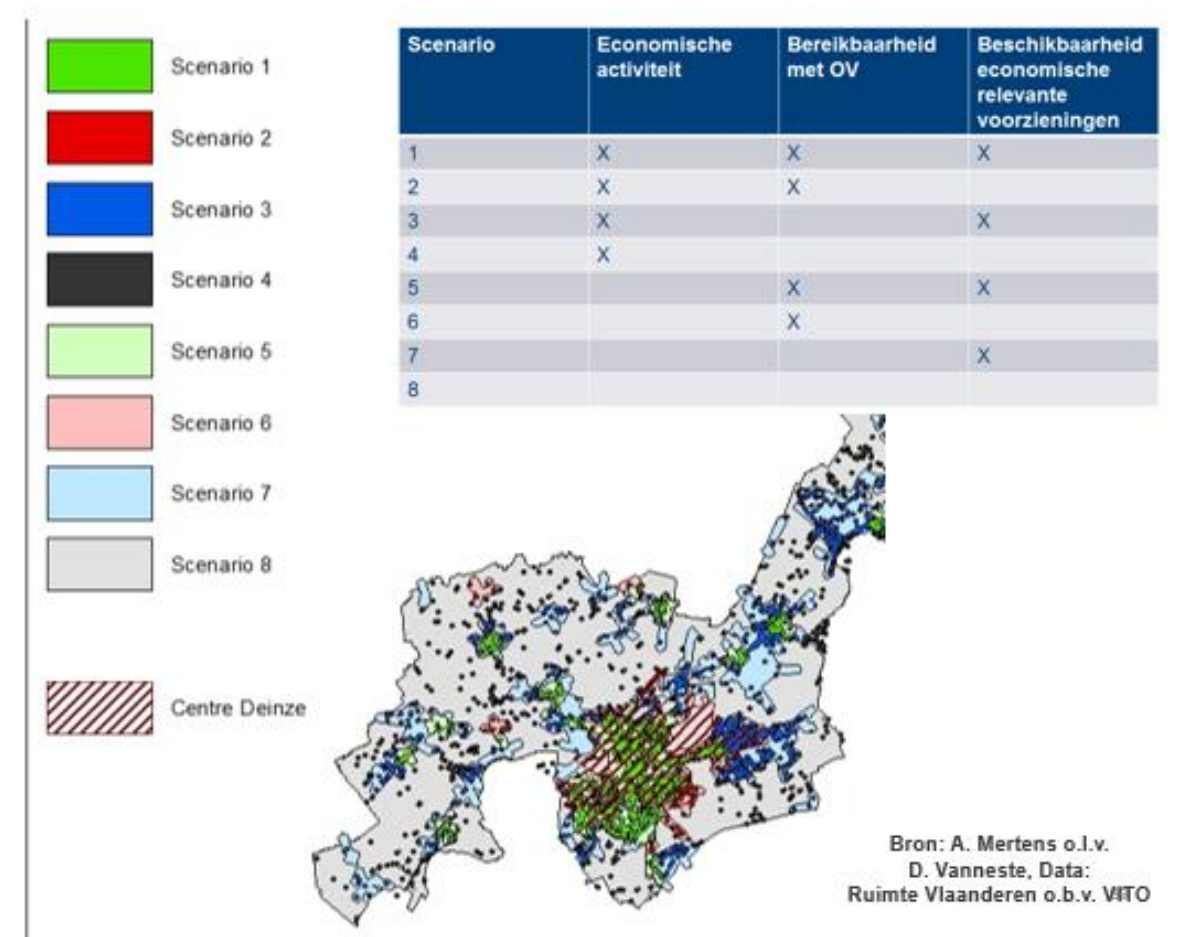 Scenario 1
Scenario 2
Scenario 3
Scenario 4
Scenario 5
Scenario 6
Scenario 7
Scenario 8
Centre Deinze
Scenario Economische activiteit Bereikbaarheid met OV Beschikbaarheid economische relevante voorzieningen
1 X X X
2 X X
3 X X
4 X
5 X X
6 X
7 X
8
Bron: A. Mertens o.l.v.
D. Vanneste, Data:
Ruimte Vlaanderen o.b.v.